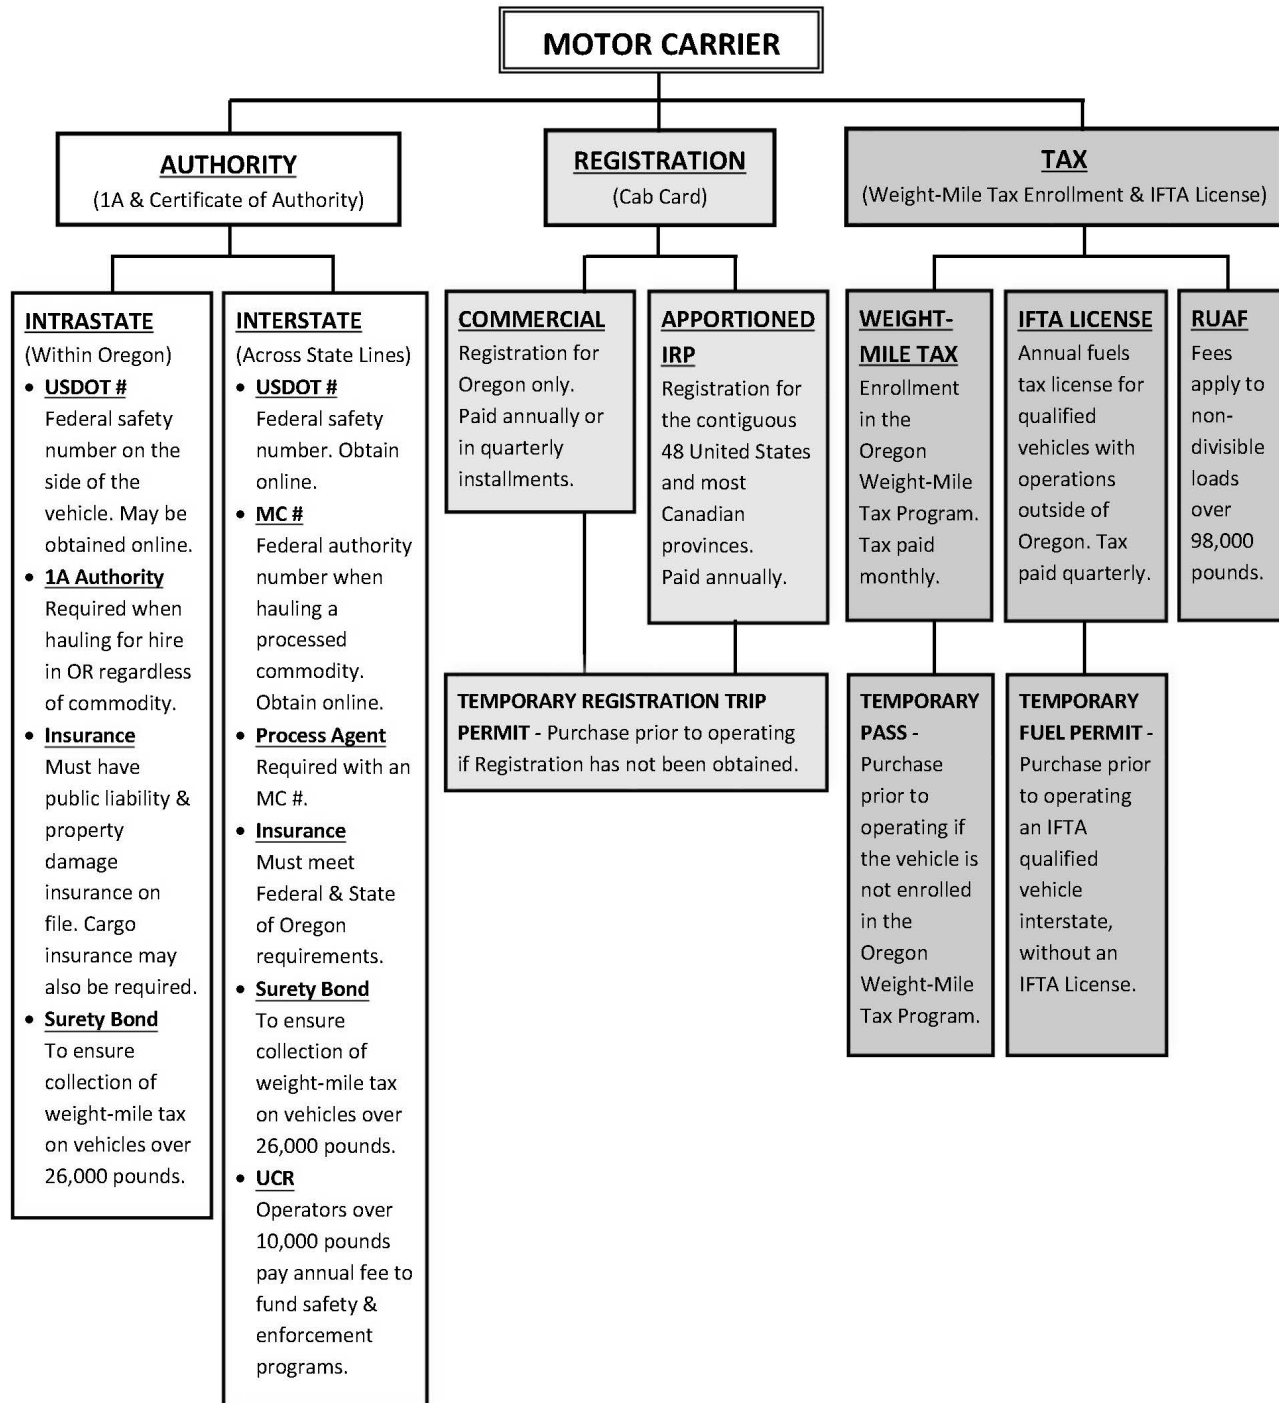 MOTOR CARRIER
AUTHORITY
(1A & Certificate of Authority)
REGISTRATION
(Cab Card)
TAX
(Weight-Mile Tax Enrollment & IFTA License)
INTRASTATE
(Within Oregon)
• USDOT #
Federal safety
number on the
side of the
vehicle. May be
obtained online.
• 1A Authority
Required when
hauling for hire
in OR regardless
of commodity.
• Insurance
Must have
public liability &
property
damage
insurance on
file. Cargo
insurance may
also be required.
• Surety Bond
To ensure
collection of
weight-mile tax
on vehicles over
26,000 pounds.
INTERSTATE
(Across State Lines)
• USDOT #
Federal safety
number. Obtain
online.
• MC #
Federal authority
number when
hauling a
processed
commodity.
Obtain online.
• Process Agent
Required with an
MC #.
• Insurance
Must meet
Federal & State
of Oregon
requirements.
• Surety Bond
To ensure
collection of
weight-mile tax
on vehicles over
26,000 pounds.
• UCR
Operators over
10,000 pounds
pay annual fee to
fund safety &
enforcement
programs.
COMMERCIAL
Registration for
Oregon only.
Paid annually or
in quarterly
installments.
APPORTIONED
IRP
Registration for
the contiguous
48 United States
and most
Canadian
provinces.
Paid annually.
TEMPORARY REGISTRATION TRIP
PERMIT - Purchase prior to operating
if Registration has not been obtained.
WEIGHT-
MILE TAX
Enrollment
in the
Oregon
Weight-Mile
Tax Program.
Tax paid
monthly.
IFTA LICENSE
Annual fuels
tax license for
qualified
vehicles with
operations
outside of
Oregon. Tax
paid quarterly.
RUAF
Fees
apply to
non-
divisible
loads
over
98,000
pounds.
TEMPORARY
PASS -
Purchase
prior to
operating if
the vehicle is
not enrolled
in the
Oregon
Weight-Mile
Tax Program.
TEMPORARY
FUEL PERMIT -
Purchase prior
to operating
an IFTA
qualified
vehicle
interstate,
without an
IFTA License.